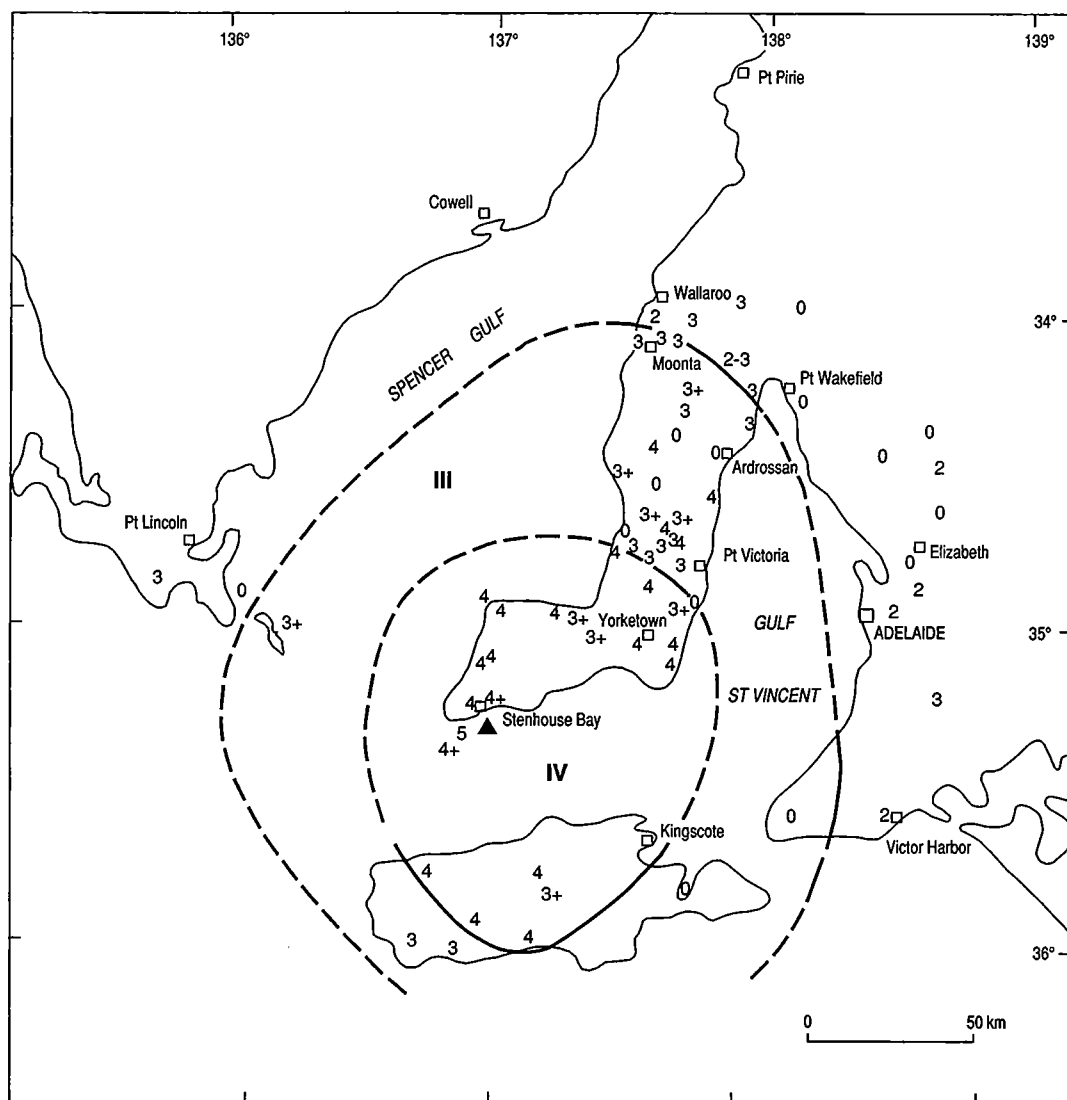 136° 137° 138° 139°
Pt Pirie
Cowell
Wallaroo 3 0
2 3
34°
SPENCER GULF
3 3 3
Moonta 2-3
3+ 3 Pt Wakefield
3 0
0 3 0
4 0 0
III 3+ Ardrossan 2
0 4
3+ 3+ 0
Pt Lincoln 0 4 3
4 3 3 4 Elizabeth
3 3 Pt Victoria 0
3 0 4 2
4 4 4 3+ 3+ 0 2
3+ Yorketown GULF ADELAIDE 35°
3+ 4 4
4 4 4
4 4+ ST VINCENT 3
Stenhouse Bay
5
4+
IV
0 2
Kingscote Victor Harbor
4 4
3+ 0
4
3 3 4
36°
0 50 km